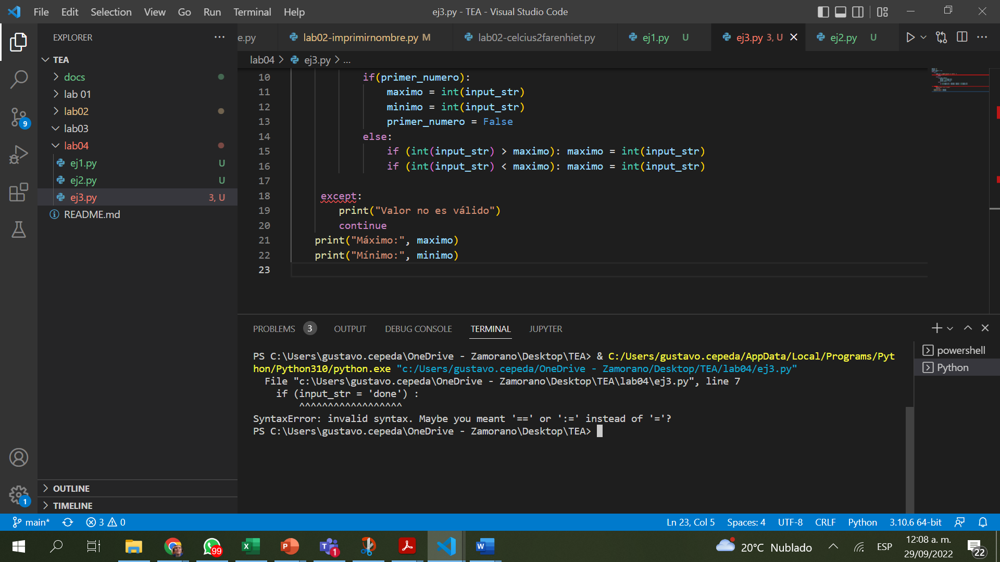 File Edit Selection View Go Run Terminal Help ej3.py - TEA - Visual Studio Code
EXPLORER
e.py lab02-imprimirnombre.py M lab02-celcius2farenhiet.py ej1.py U ej3.py 3, U ej2.py U
TEA
docs
lab 01
lab02
lab03
lab04
ej1.py U
ej2.py U
ej3.py 3, U
README.md
9
OUTLINE
TIMELINE
1
lab04 > ej3.py > ...
10 if(primer_numero):
11 maximo = int(input_str)
12 minimo = int(input_str)
13 primer_numero = False
14 else:
15 if (int(input_str) > maximo): maximo = int(input_str)
16 if (int(input_str) < maximo): maximo = int(input_str)
17
18 except:
19 print("Valor no es válido")
20 continue
21 print("Máximo:", maximo)
22 print("Mínimo:", minimo)
23
PROBLEMS 3 OUTPUT DEBUG CONSOLE TERMINAL JUPYTER
PS C:\Users\gustavo.cepeda\OneDrive - Zamorano\Desktop\TEA> & C:/Users/gustavo.cepeda/AppData/Local/Programs/Pyt
hon/Python310/python.exe "c:/Users/gustavo.cepeda/OneDrive - Zamorano/Desktop/TEA/lab04/ej3.py"
File "c:\Users\gustavo.cepeda\OneDrive - Zamorano\Desktop\TEA\lab04\ej3.py", line 7
if (input_str = 'done') :
^^^^^^^^^^^^^^^^^^
SyntaxError: invalid syntax. Maybe you meant '==' or ':=' instead of '='?
PS C:\Users\gustavo.cepeda\OneDrive - Zamorano\Desktop\TEA>
powershell
Python
main* 3 0 Ln 23, Col 5 Spaces: 4 UTF-8 CRLF Python 3.10.6 64-bit
99 X P T 1 W 20°C Nublado ESP 12:08 a. m.
29/09/2022 22